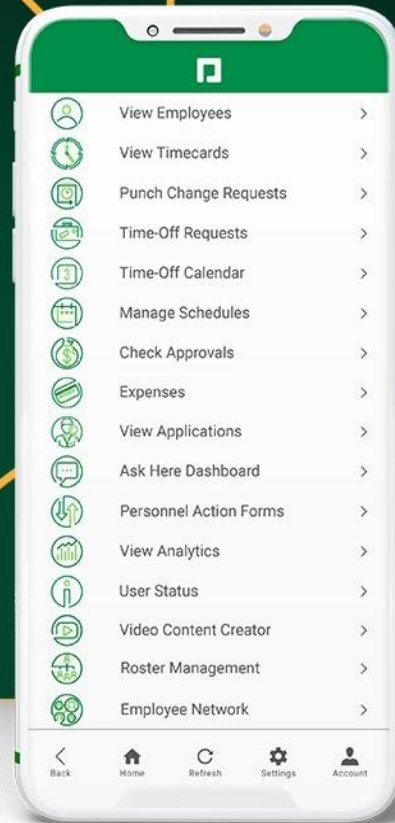 View Employees
View Timecards
Punch Change Requests
Time-Off Requests
3
Time-Off Calendar
Manage Schedules
$
Check Approvals
Expenses
View Applications
Ask Here Dashboard
Personnel Action Forms
View Analytics
User Status
Video Content Creator
Roster Management
Employee Network
Back
Home
Refresh
Settings
Account